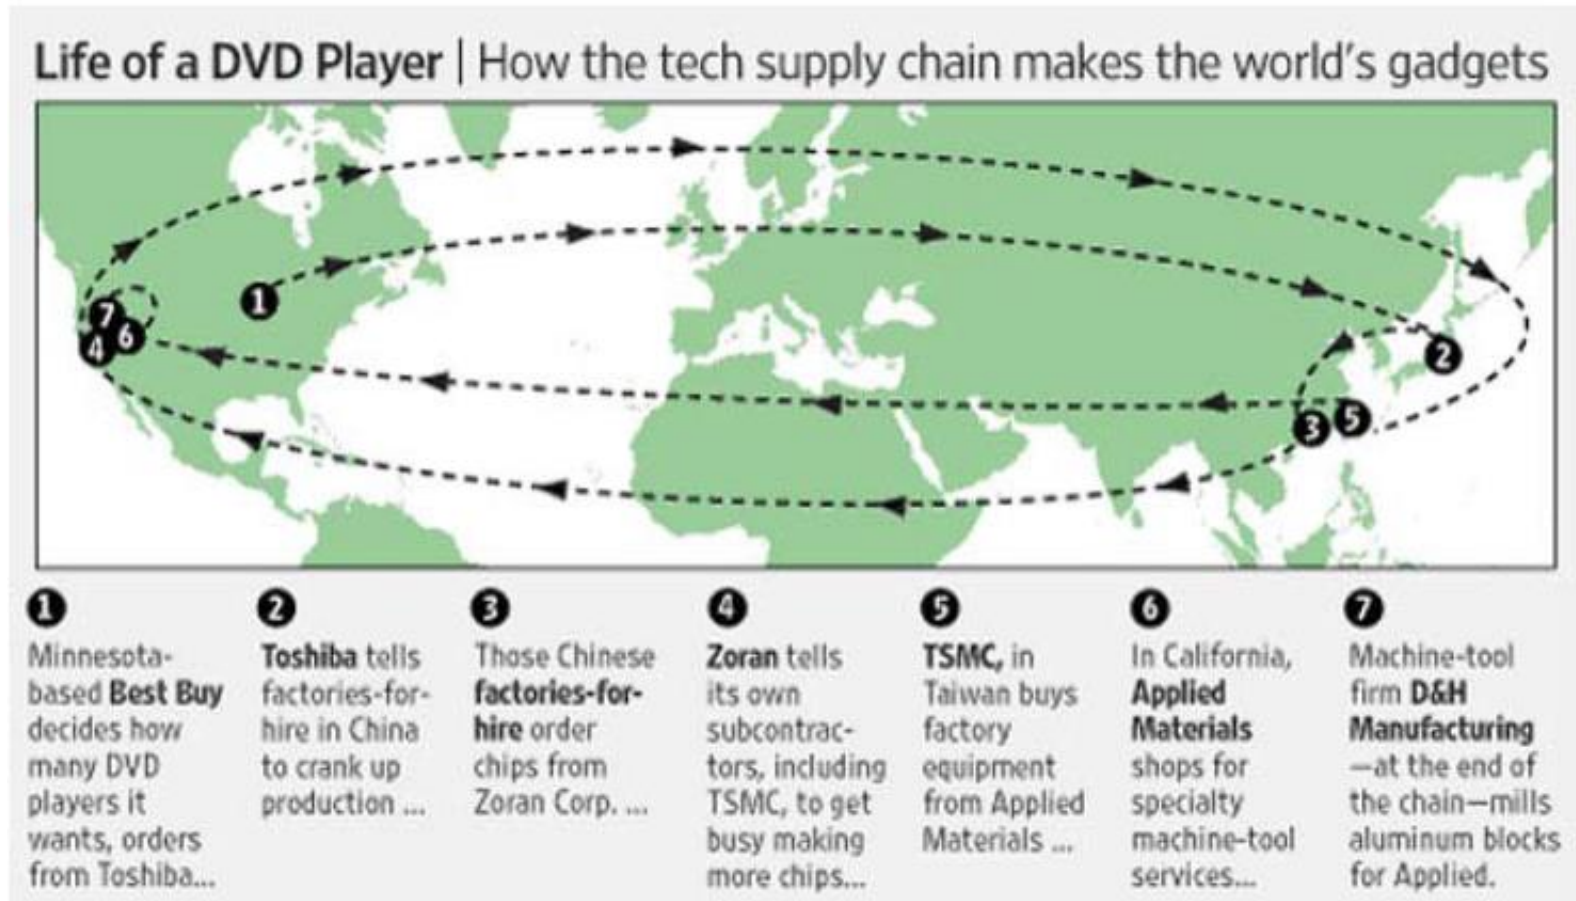 Life of a DVD Player | How the tech supply chain makes the world's gadgets
1
2
3
4
5
6
7
1
Minnesota-
based Best Buy
decides how
many DVD
players it
wants, orders
from Toshiba...
2
Toshiba tells
factories-for-
hire in China
to crank up
production ...
3
Those Chinese
factories-for-
hire order
chips from
Zoran Corp. ...
4
Zoran tells
its own
subcontrac-
tors, including
TSMC, to get
busy making
more chips...
5
TSMC, in
Taiwan buys
factory
equipment
from Applied
Materials ...
6
In California,
Applied
Materials
shops for
specialty
machine-tool
services...
7
Machine-tool
firm D&H
Manufacturing
—at the end of
the chain—mills
aluminum blocks
for Applied.